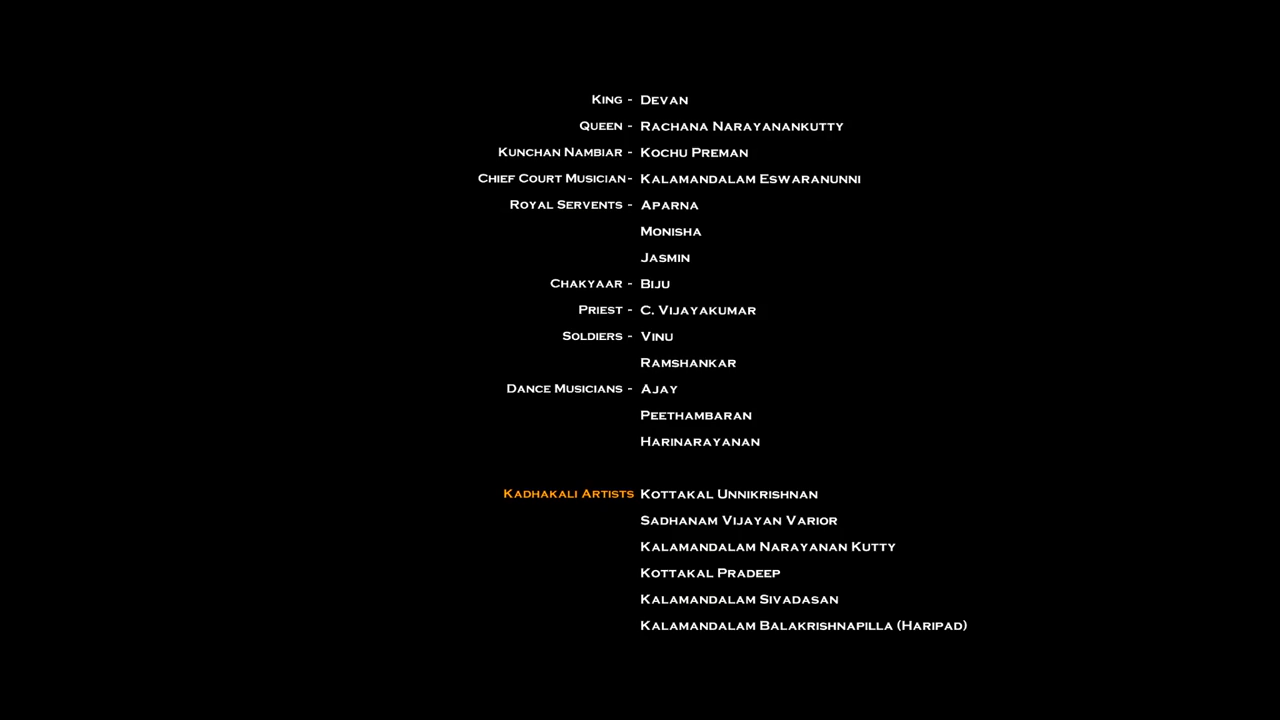 King - Devan
Queen - Rachana Narayanankutty
Kunchan Nambiar - Kochu Preman
Chief Court Musician- Kalamandalam Eswaranunni
Royal Servents - Aparna
Monisha
Jasmin
Chakyaar - Biju
Priest - C. Vijayakumar
Soldiers - Vinu
Ramshankar
Dance Musicians - Ajay
Peethambaran
Harinarayanan
Kadhakali Artists Kottakal Unnikrishnan
Sadhanam Vijayan Varior
Kalamandalam Narayanan Kutty
Kottakal Pradeep
Kalamandalam Sivadasan
Kalamandalam Balakrishnapilla (Haripad)